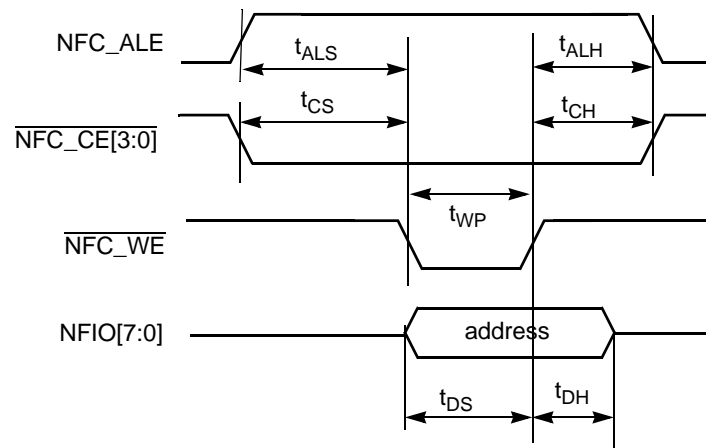 NFC_ALE
tALS
tALH
tCS
tCH
NFC_CE[3:0]
tWP
NFC_WE
NFIO[7:0]
address
tDS
tDH